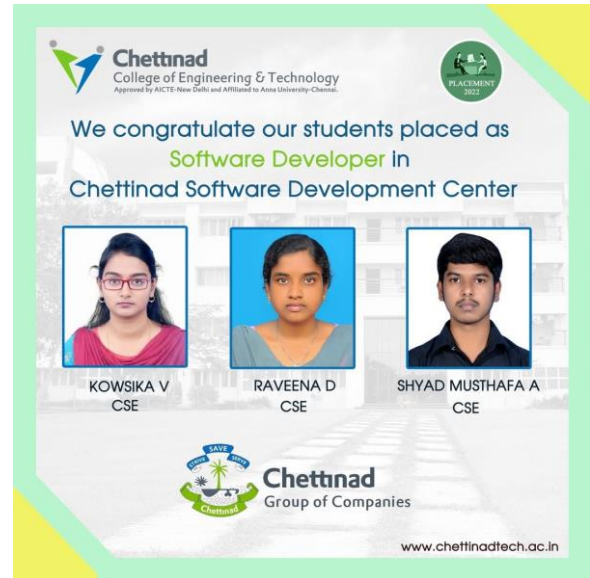 Chettinad
College of Engineering & Technology
Approved by AICTE-New Delhi and Affiliated to Anna University-Chennai.
PLACEMENT
2022
We congratulate our students placed as
Software Developer in
Chettinad Software Development Center
KOWSIKA V
CSE
RAVEENA D
CSE
SHYAD MUSTHAFA A
CSE
STRIVE SAVE SERVE
Chettinad
Chettinad
Group of Companies
www.chettinadtech.ac.in